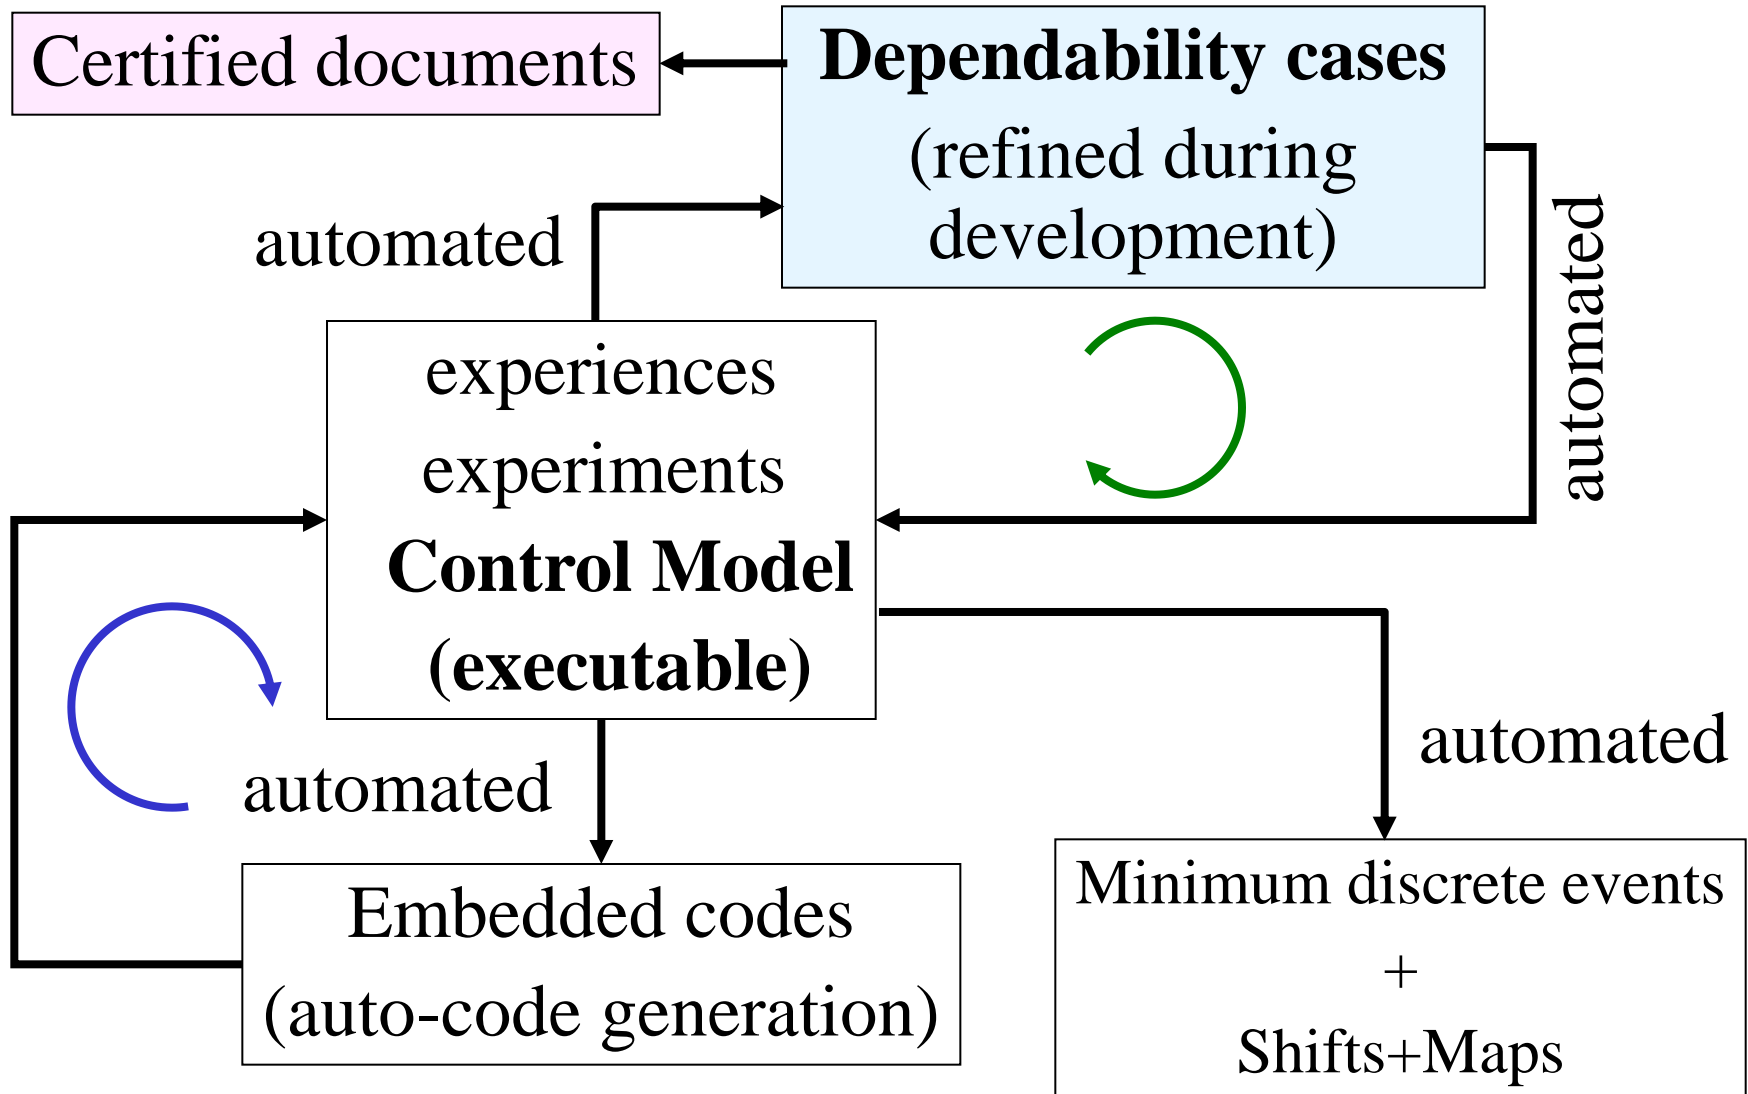 Certified documents
Dependability cases
(refined during
development)
automated
automated
experiences
experiments
Control Model
(executable)
automated
automated
Embedded codes
(auto-code generation)
Minimum discrete events
+
Shifts+Maps